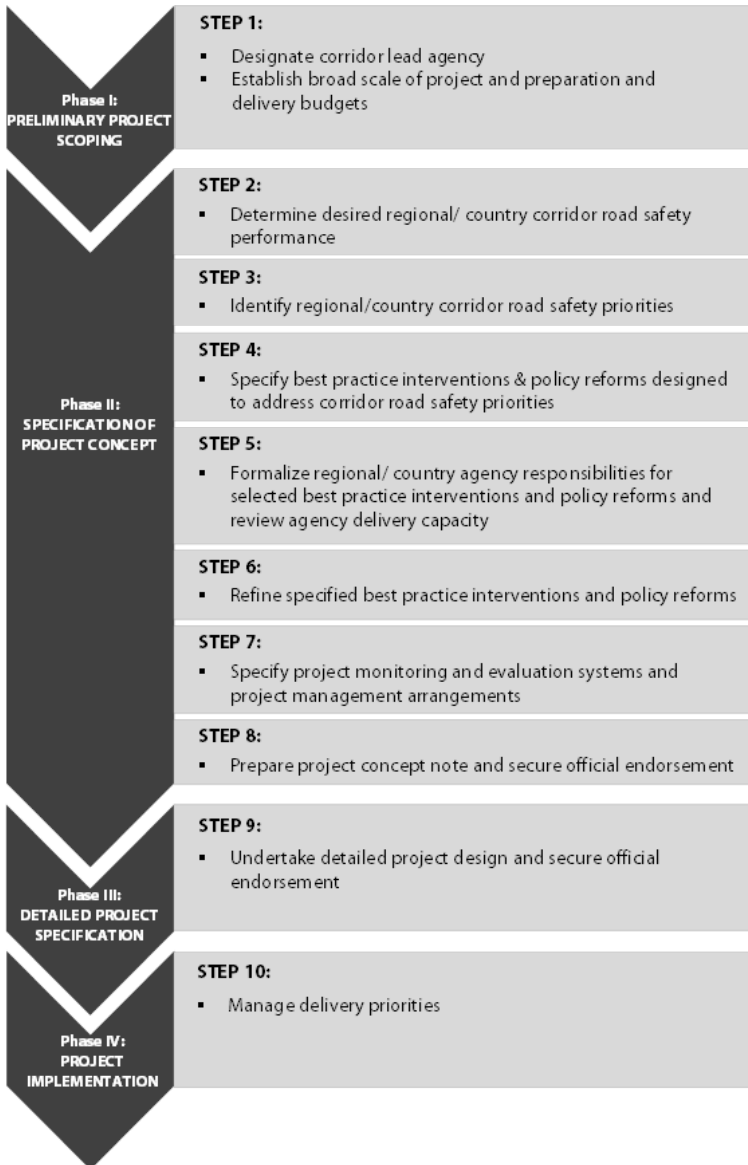 Phase I:
PRELIMINARY PROJECT
SCOPING
STEP 1:
▪ Designate corridor lead agency
▪ Establish broad scale of project and preparation and
delivery budgets
Phase II:
SPECIFICATION OF
PROJECT CONCEPT
STEP 2:
▪ Determine desired regional/ country corridor road safety
performance
STEP 3:
▪ Identify regional/country corridor road safety priorities
STEP 4:
▪ Specify best practice interventions & policy reforms designed
to address corridor road safety priorities
STEP 5:
▪ Formalize regional/ country agency responsibilities for
selected best practice interventions and policy reforms and
review agency delivery capacity
STEP 6:
▪ Refine specified best practice interventions and policy reforms
STEP 7:
▪ Specify project monitoring and evaluation systems and
project management arrangements
STEP 8:
▪ Prepare project concept note and secure official endorsement
Phase III:
DETAILED PROJECT
SPECIFICATION
STEP 9:
▪ Undertake detailed project design and secure official
endorsement
Phase IV:
PROJECT
IMPLEMENTATION
STEP 10:
▪ Manage delivery priorities